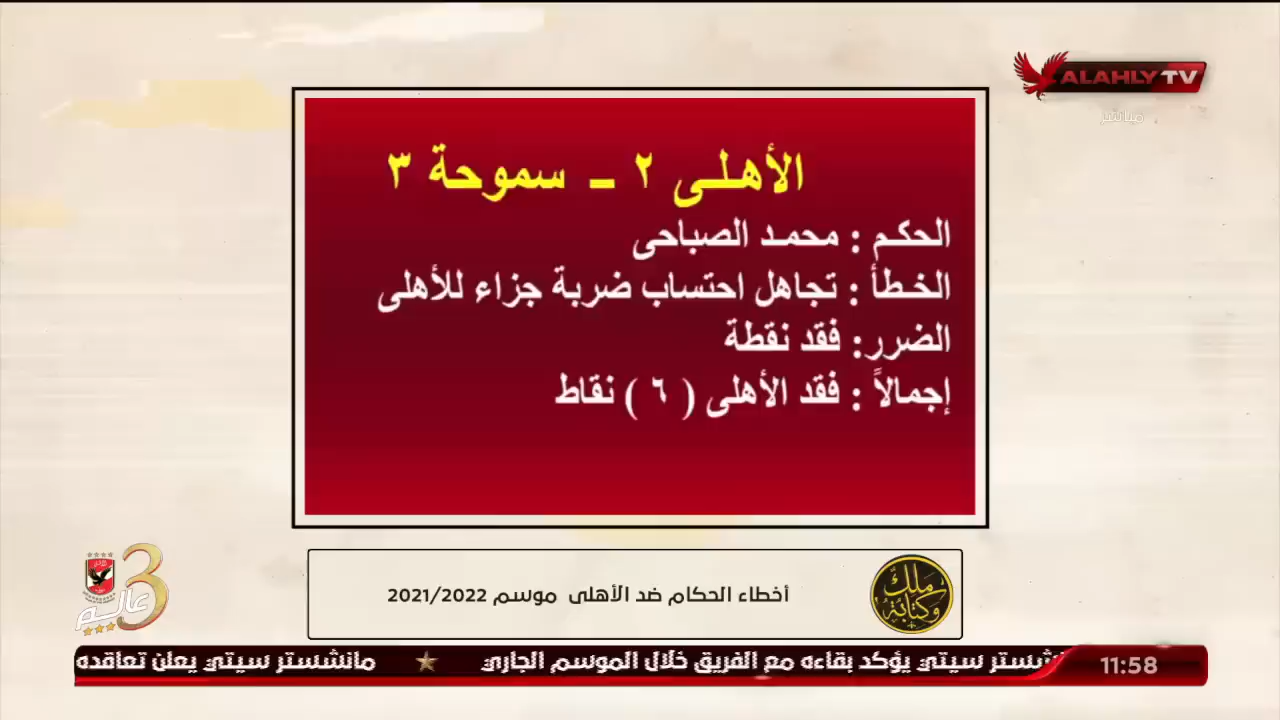 ALAHLY TV
مباشر
الأهلى ٢ - سموحة ٣
الحكم : محمد الصباحى
الخطأ : تجاهل احتساب ضربة جزاء للأهلى
الضرر: فقد نقطة
إجمالاً : فقد الأهلى ( ٦ ) نقاط
3 عالم
ملك وكتابة
أخطاء الحكام ضد الأهلى موسم 2021/2022
11:58
سيتي يؤكد بقاءه مع الفريق خلال الموسم الجاري ★ مانشستر سيتي يعلن تعاقده